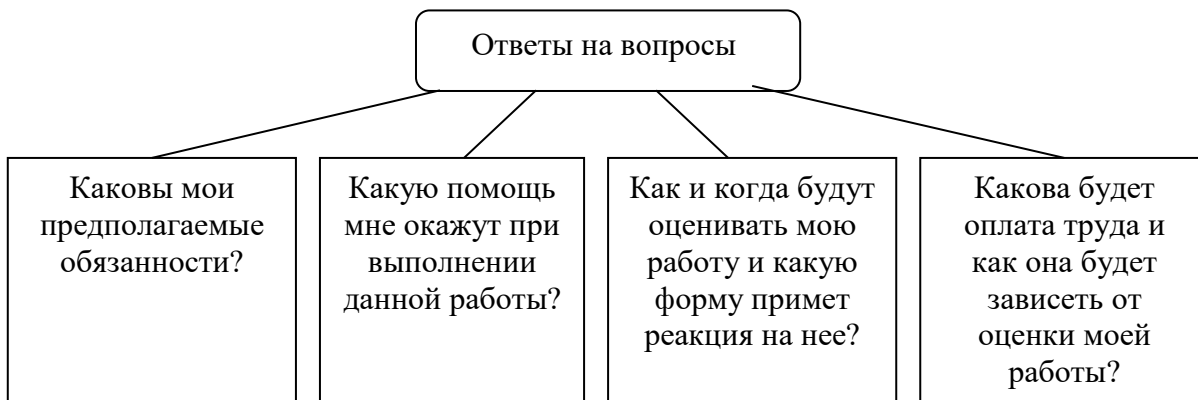 Ответы на вопросы
Каковы мои
предполагаемые
обязанности?
Какую помощь
мне окажут при
выполнении
данной работы?
Как и когда будут
оценивать мою
работу и какую
форму примет
реакция на нее?
Какова будет
оплата труда и
как она будет
зависеть от
оценки моей
работы?